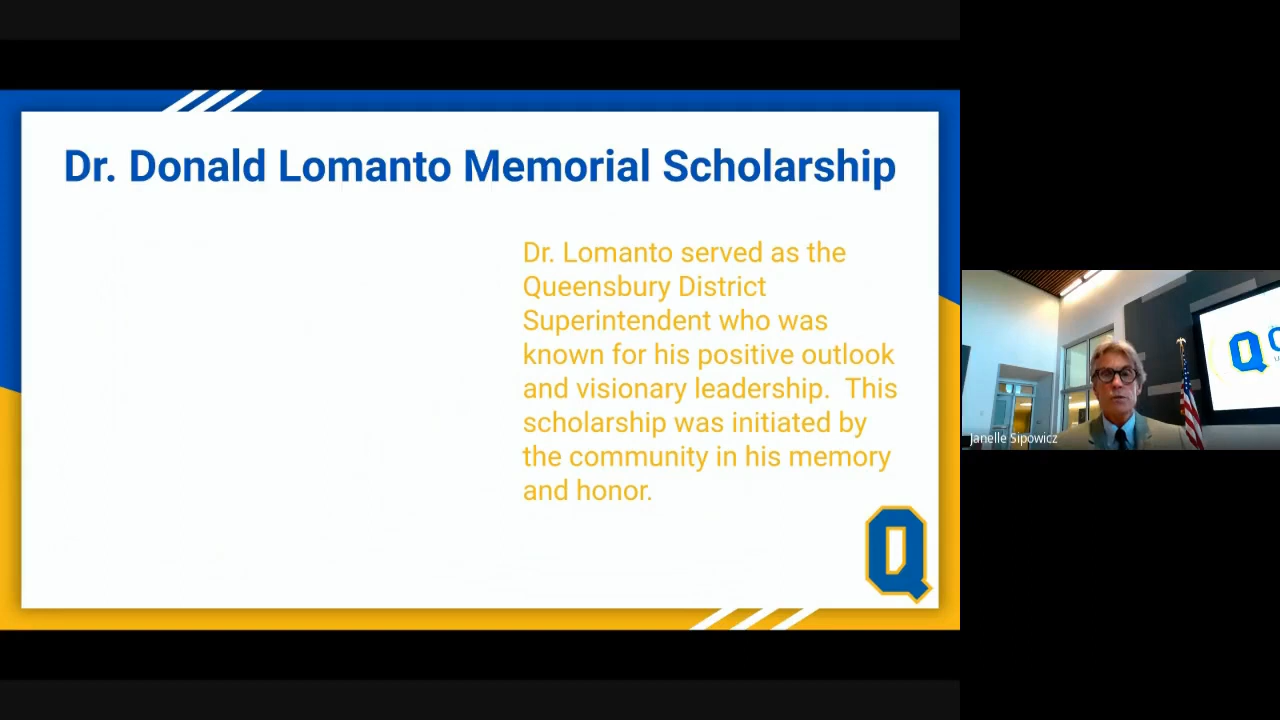 Dr. Donald Lomanto Memorial Scholarship
Dr. Lomanto served as the
Queensbury District
Superintendent who was
known for his positive outlook
and visionary leadership.  This
scholarship was initiated by
the community in his memory
and honor.
Q
Q
Janelle Sipowicz